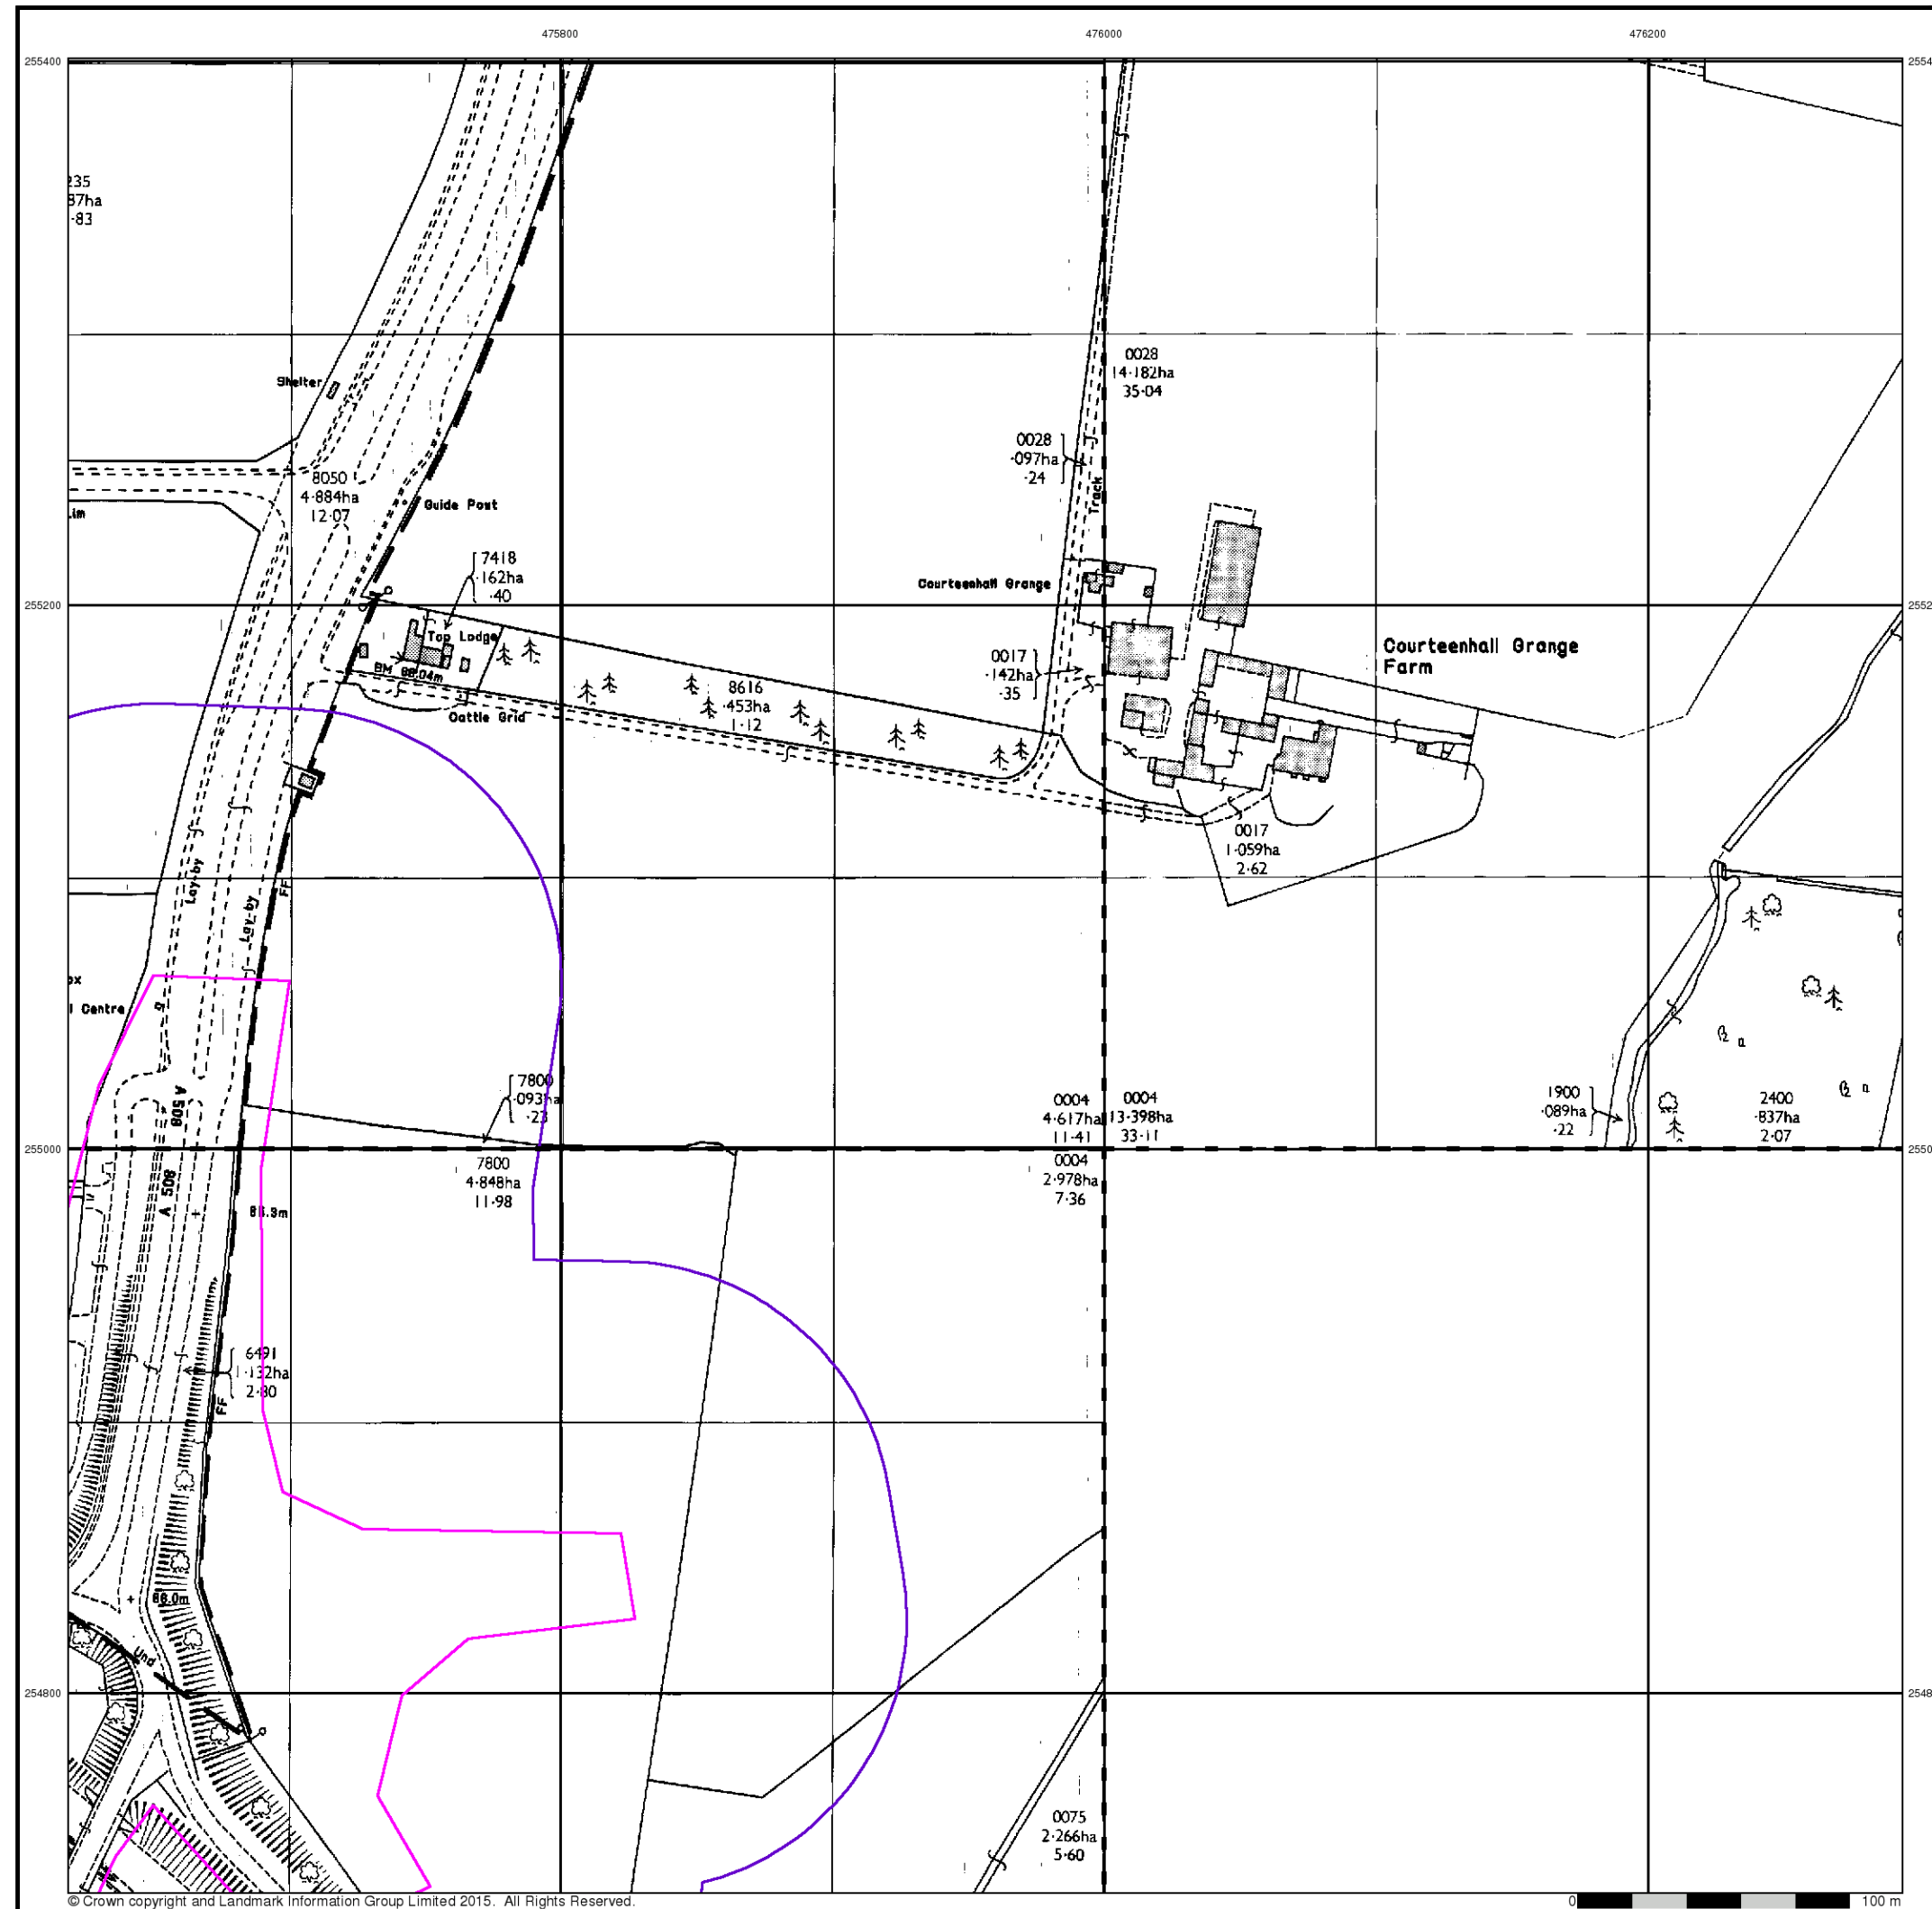 475800
476000
476200
255400
235
37ha
·83
0028
14·182ha
35·04
Shelter
0028
·097ha
·24
8050
4·884ha
12·07
Track
Guide Post
7418
·162ha
·40
Courteenhall Grange
255200
Top Lodge
BM 88.04m
Courteenhall Grange
Farm
0017
·142ha
·35
8616
·453ha
1·12
Cattle Grid
0017
1·059ha
2·62
Lay-by
FF
Lay-by
ox
l Centre
A 508
7800
·093ha
·23
0004
4·617ha
11·41
0004
13·398ha
33·11
1900
·089ha
·22
2400
·837ha
2·07
255000
A 508
7800
4·848ha
11·98
0004
2·978ha
7·36
6491
1·132ha
2·80
FF
86.0m
Und
254800
0075
2·266ha
5·60
© Crown copyright and Landmark Information Group Limited 2015. All Rights Reserved.
0
100 m